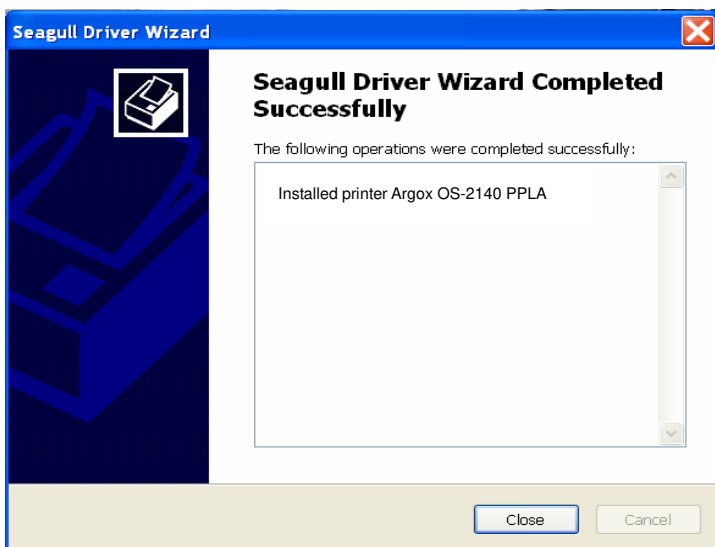 Seagull Driver Wizard
Seagull Driver Wizard Completed
Successfully
The following operations were completed successfully:
Installed printer Argox OS-2140 PPLA
Close
Cancel